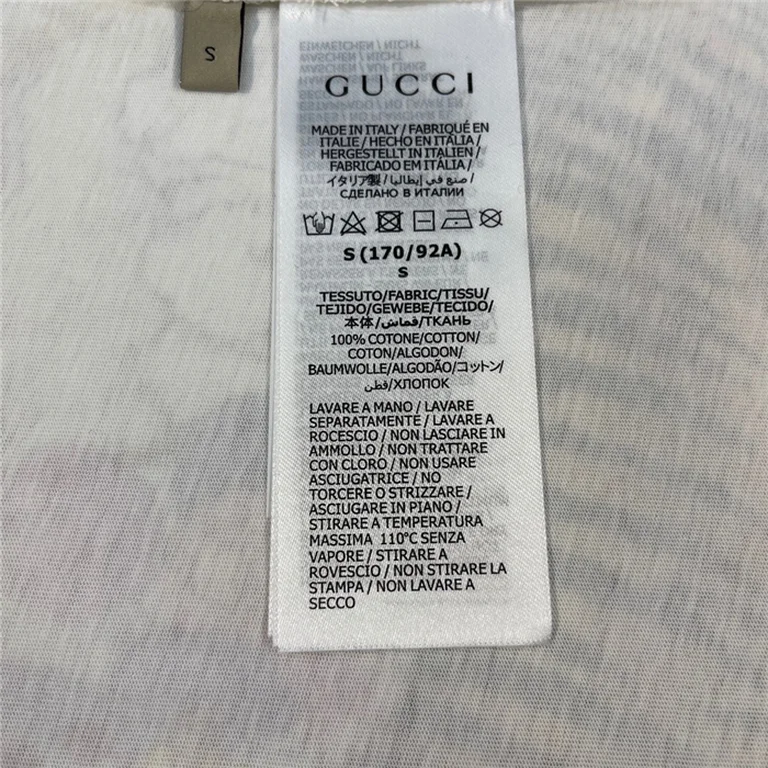 S
EINWEICHEN / NICHT
GUCCI
MADE IN ITALY / FABRIQUÉ EN
ITALIE / HECHO EN ITALIA /
HERGESTELLT IN ITALIEN /
FABRICADO EM ITÁLIA /
イタリア製 / صنع في إيطاليا /
СДЕЛАНО В ИТАЛИИ
S (170/92A)
S
TESSUTO/FABRIC/TISSU/
TEJIDO/GEWEBE/TECIDO/
本体/قماش/ТКАНЬ
100% COTONE/COTTON/
COTON/ALGODON/
BAUMWOLLE/ALGODÃO/コットン/
قطن/ХЛОПОК
LAVARE A MANO / LAVARE
SEPARATAMENTE / LAVARE A
ROCESCIO / NON LASCIARE IN
AMMOLLO / NON TRATTARE
CON CLORO / NON USARE
ASCIUGATRICE / NO
TORCERE O STRIZZARE /
ASCIUGARE IN PIANO /
STIRARE A TEMPERATURA
MASSIMA 110°C SENZA
VAPORE / STIRARE A
ROVESCIO / NON STIRARE LA
STAMPA / NON LAVARE A
SECCO